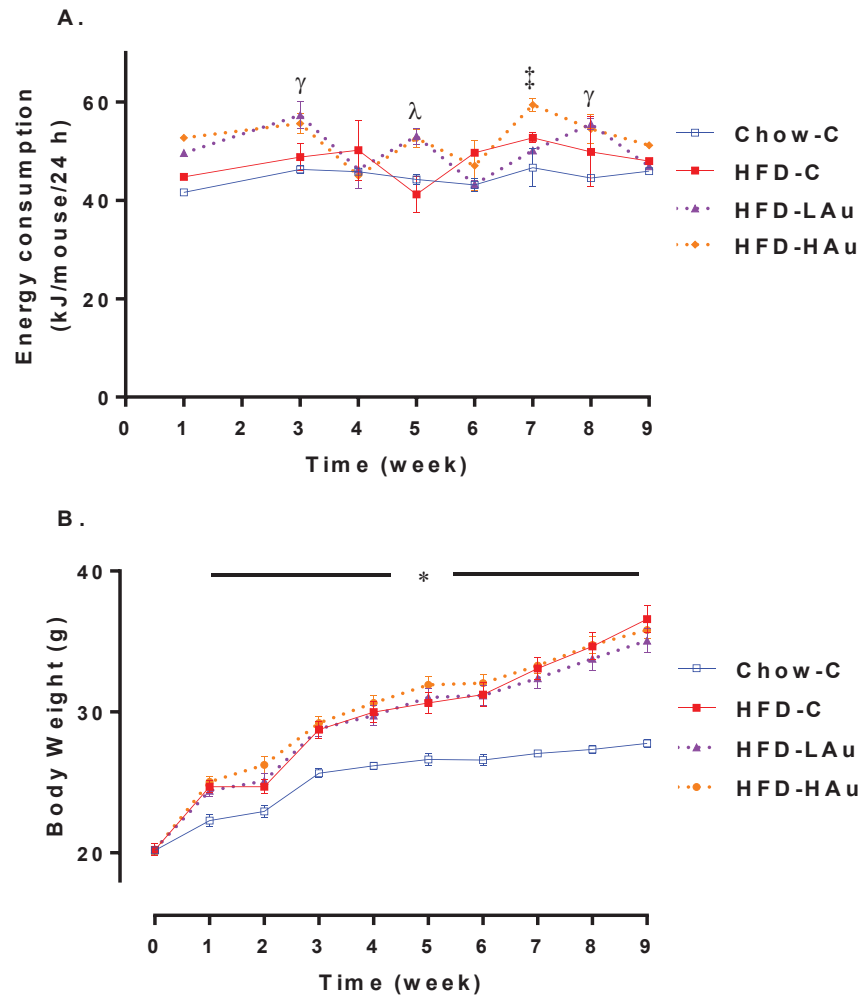 A.
γ λ ‡ γ
Energy consumption
(kJ/mouse/24 h)
60
40
20
0
0 1 2 3 4 5 6 7 8 9
Time (week)
Chow-C
HFD-C
HFD-LAu
HFD-HAu
B.
*
Body Weight (g)
40
30
20
0 1 2 3 4 5 6 7 8 9
Time (week)
Chow-C
HFD-C
HFD-LAu
HFD-HAu